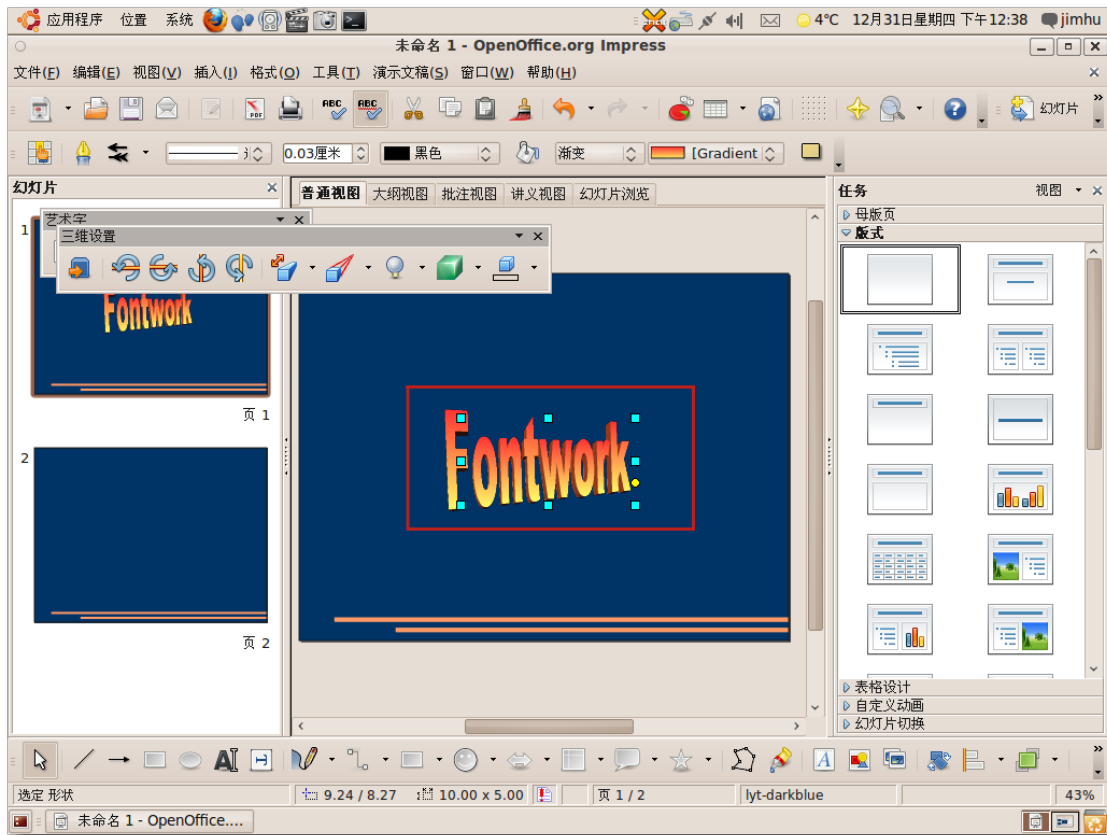 应用程序 位置 系统 4°C 12月31日星期四 下午12:38 jimhu
未命名 1 - OpenOffice.org Impress
文件(F) 编辑(E) 视图(V) 插入(I) 格式(O) 工具(T) 演示文稿(S) 窗口(W) 帮助(H)
PDF ABC ABC 幻灯片
0.03厘米 黑色 渐变 [Gradient
幻灯片 普通视图 大纲视图 批注视图 讲义视图 幻灯片浏览 任务 视图
母版页
版式
艺术字
三维设置
1
Fontwork
页 1
2
页 2
Fontwork
表格设计
自定义动画
幻灯片切换
选定 形状 9.24 / 8.27 10.00 x 5.00 页 1 / 2 lyt-darkblue 43%
未命名 1 - OpenOffice....